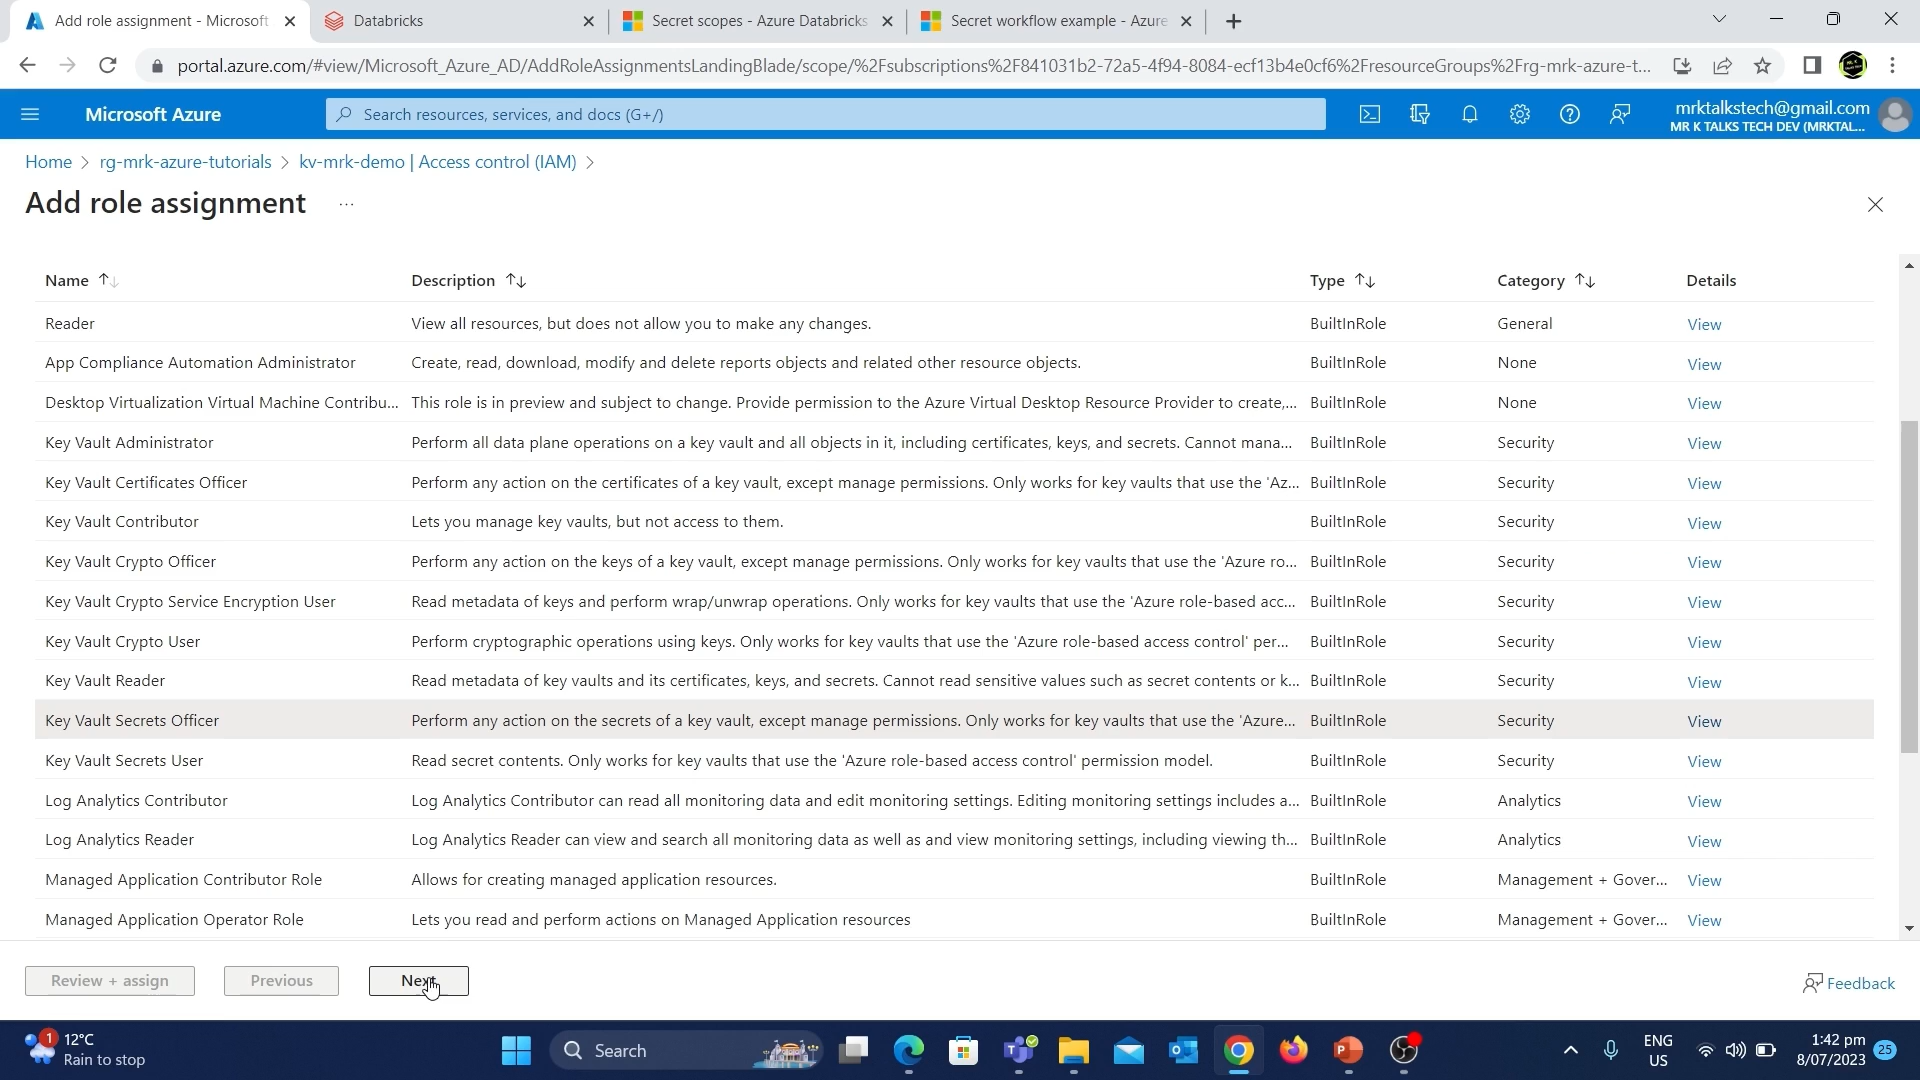 Add role assignment - Microsoft
Databricks
Secret scopes - Azure Databricks
Secret workflow example - Azure
portal.azure.com/#view/Microsoft_Azure_AD/AddRoleAssignmentsLandingBlade/scope/%2Fsubscriptions%2F841031b2-72a5-4f94-8084-ecf13b4e0cf6%2FresourceGroups%2Frg-mrk-azure-t...
Microsoft Azure
Search resources, services, and docs (G+/)
mrktalkstech@gmail.com
MR K TALKS TECH DEV (MRKTAL...
Home > rg-mrk-azure-tutorials > kv-mrk-demo | Access control (IAM) >
Add role assignment ...
Name Description Type Category Details
Reader View all resources, but does not allow you to make any changes. BuiltInRole General View
App Compliance Automation Administrator Create, read, download, modify and delete reports objects and related other resource objects. BuiltInRole None View
Desktop Virtualization Virtual Machine Contribu... This role is in preview and subject to change. Provide permission to the Azure Virtual Desktop Resource Provider to create,... BuiltInRole None View
Key Vault Administrator Perform all data plane operations on a key vault and all objects in it, including certificates, keys, and secrets. Cannot mana... BuiltInRole Security View
Key Vault Certificates Officer Perform any action on the certificates of a key vault, except manage permissions. Only works for key vaults that use the 'Az... BuiltInRole Security View
Key Vault Contributor Lets you manage key vaults, but not access to them. BuiltInRole Security View
Key Vault Crypto Officer Perform any action on the keys of a key vault, except manage permissions. Only works for key vaults that use the 'Azure ro... BuiltInRole Security View
Key Vault Crypto Service Encryption User Read metadata of keys and perform wrap/unwrap operations. Only works for key vaults that use the 'Azure role-based acc... BuiltInRole Security View
Key Vault Crypto User Perform cryptographic operations using keys. Only works for key vaults that use the 'Azure role-based access control' per... BuiltInRole Security View
Key Vault Reader Read metadata of key vaults and its certificates, keys, and secrets. Cannot read sensitive values such as secret contents or k... BuiltInRole Security View
Key Vault Secrets Officer Perform any action on the secrets of a key vault, except manage permissions. Only works for key vaults that use the 'Azure... BuiltInRole Security View
Key Vault Secrets User Read secret contents. Only works for key vaults that use the 'Azure role-based access control' permission model. BuiltInRole Security View
Log Analytics Contributor Log Analytics Contributor can read all monitoring data and edit monitoring settings. Editing monitoring settings includes a... BuiltInRole Analytics View
Log Analytics Reader Log Analytics Reader can view and search all monitoring data as well as and view monitoring settings, including viewing th... BuiltInRole Analytics View
Managed Application Contributor Role Allows for creating managed application resources. BuiltInRole Management + Gover... View
Managed Application Operator Role Lets you read and perform actions on Managed Application resources BuiltInRole Management + Gover... View
Review + assign Previous Next Feedback
1 12°C
Rain to stop
Search
ENG
US
1:42 pm
8/07/2023
25